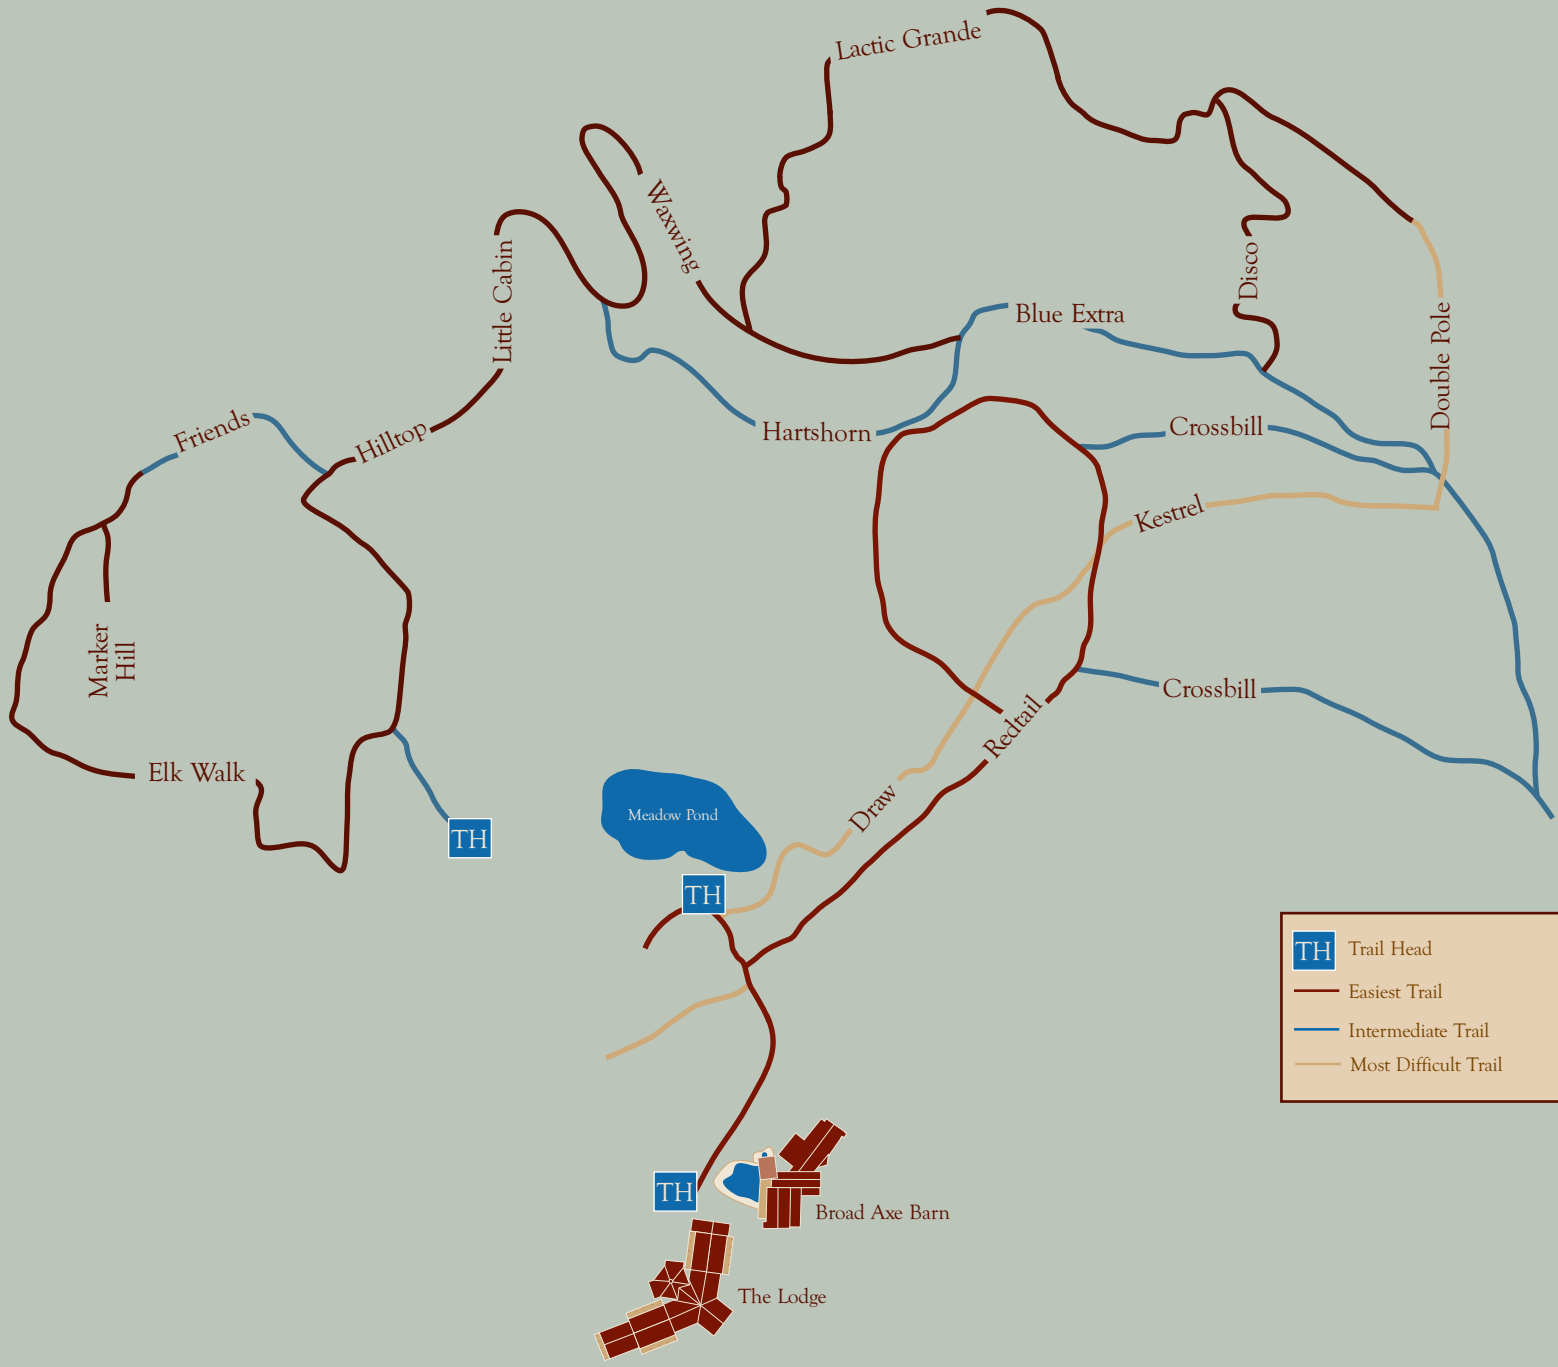 Lactic Grande
Waxwing
Little Cabin
Disco
Blue Extra
Double Pole
Friends
Hilltop
Hartshorn
Crossbill
Kestrel
Marker
Hill
Crossbill
Redtail
Elk Walk
Draw
Meadow Pond
TH
TH
TH
Broad Axe Barn
The Lodge
TH Trail Head
Easiest Trail
Intermediate Trail
Most Difficult Trail